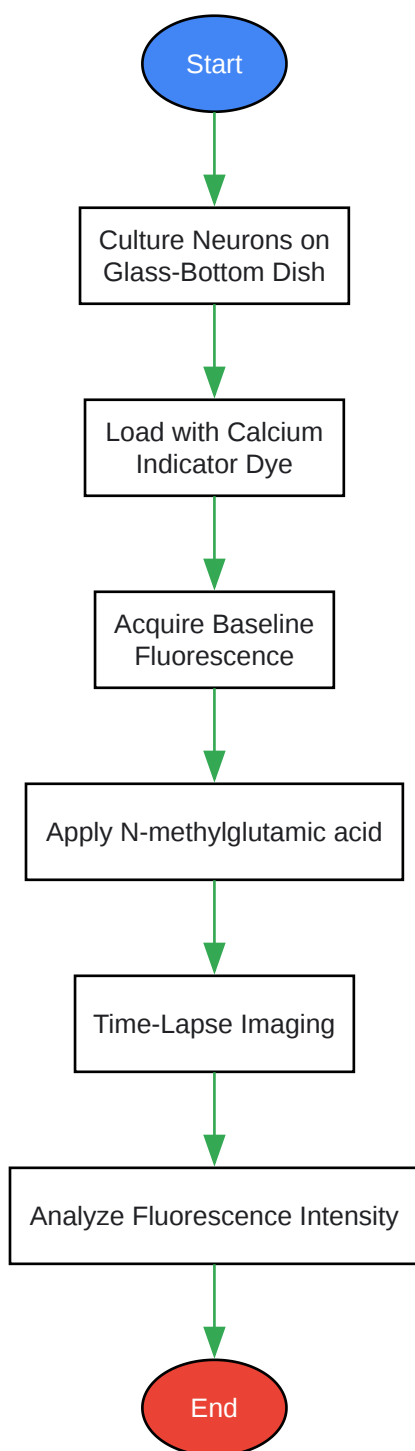 Start
Culture Neurons on
Glass-Bottom Dish
Load with Calcium
Indicator Dye
Acquire Baseline
Fluorescence
Apply N-methylglutamic acid
Time-Lapse Imaging
Analyze Fluorescence Intensity
End